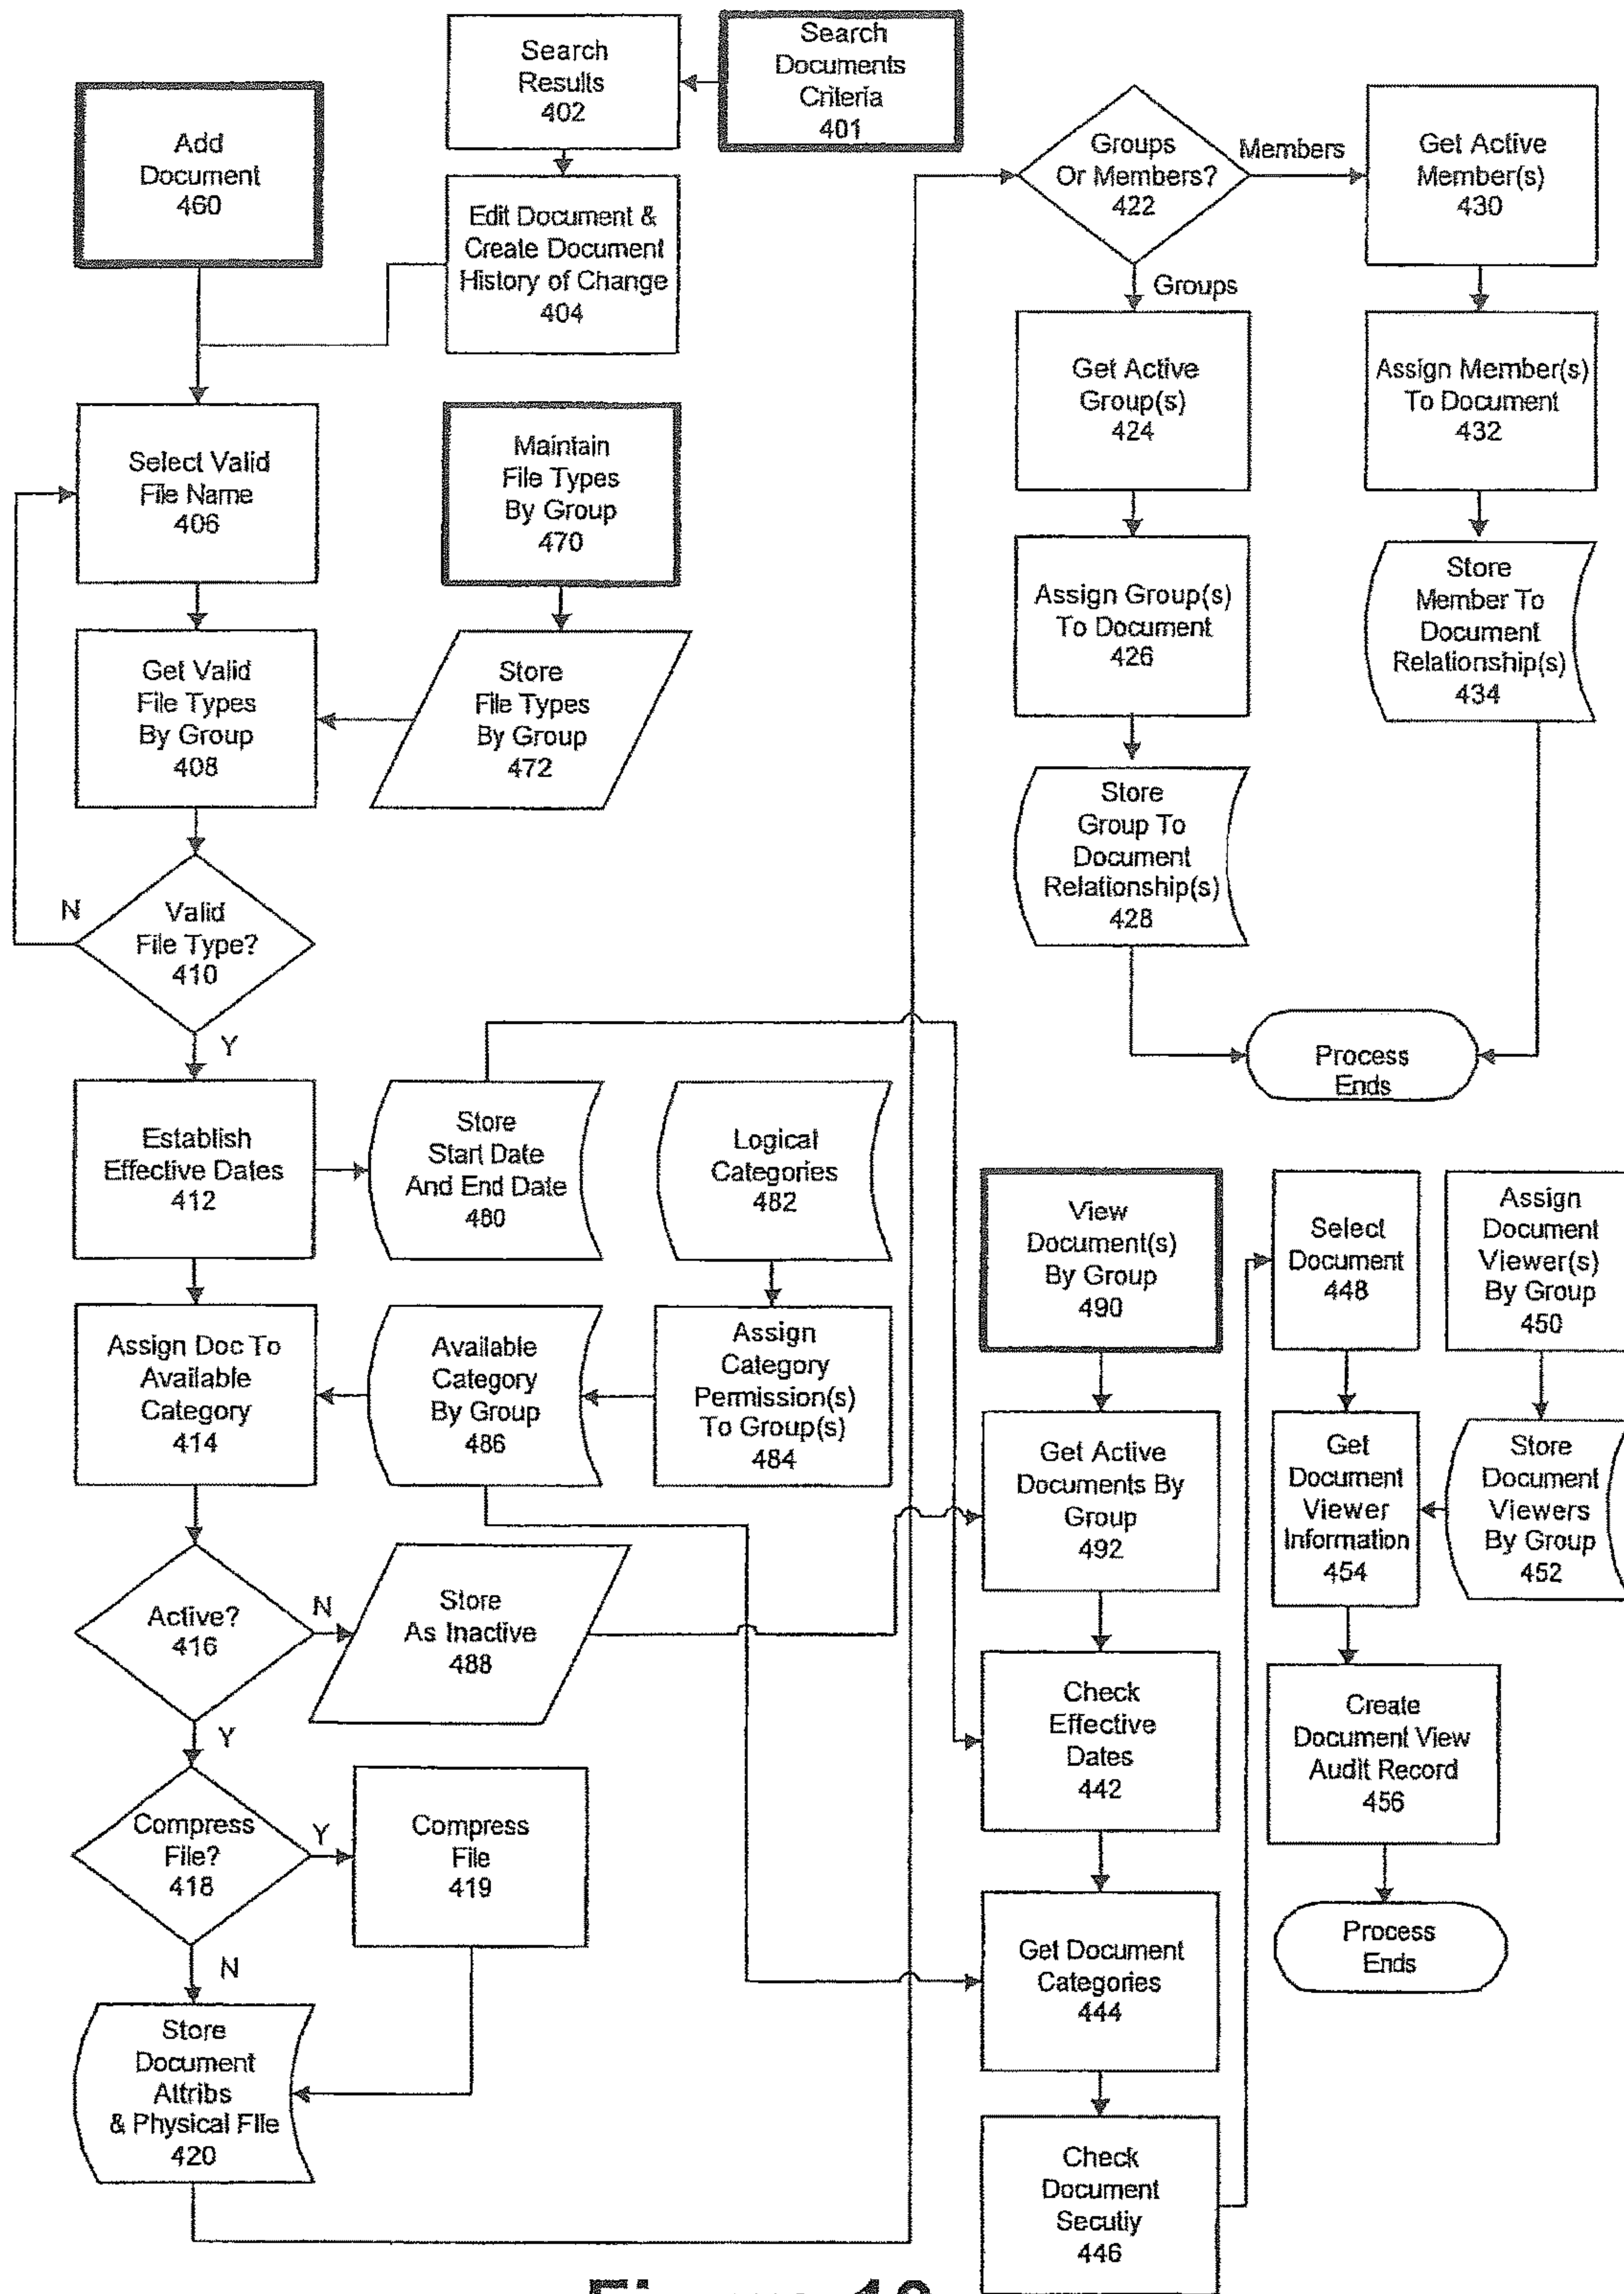 Search
Documents
Criteria
401
Search
Results
402
Add
Document
460
Edit Document &
Create Document
History of Change
404
Select Valid
File Name
406
Maintain
File Types
By Group
470
Get Valid
File Types
By Group
408
Store
File Types
By Group
472
Valid
File Type?
410
N
Y
Establish
Effective Dates
412
Store
Start Date
And End Date
480
Logical
Categories
482
Assign Doc To
Available
Category
414
Available
Category
By Group
486
Assign
Category
Permission(s)
To Group(s)
484
Active?
416
N
Store
As Inactive
488
Y
Compress
File?
418
Y
Compress
File
419
N
Store
Document
Attribs
& Physical File
420
Groups
Or Members?
422
Members
Get Active
Member(s)
430
Groups
Get Active
Group(s)
424
Assign Member(s)
To Document
432
Assign Group(s)
To Document
426
Store
Member To
Document
Relationship(s)
434
Store
Group To
Document
Relationship(s)
428
Process
Ends
View
Document(s)
By Group
490
Select
Document
448
Assign
Document
Viewer(s)
By Group
450
Get Active
Documents By
Group
492
Get
Document
Viewer
Information
454
Store
Document
Viewers
By Group
452
Check
Effective
Dates
442
Create
Document View
Audit Record
456
Get Document
Categories
444
Process
Ends
Check
Document
Secutiy
446